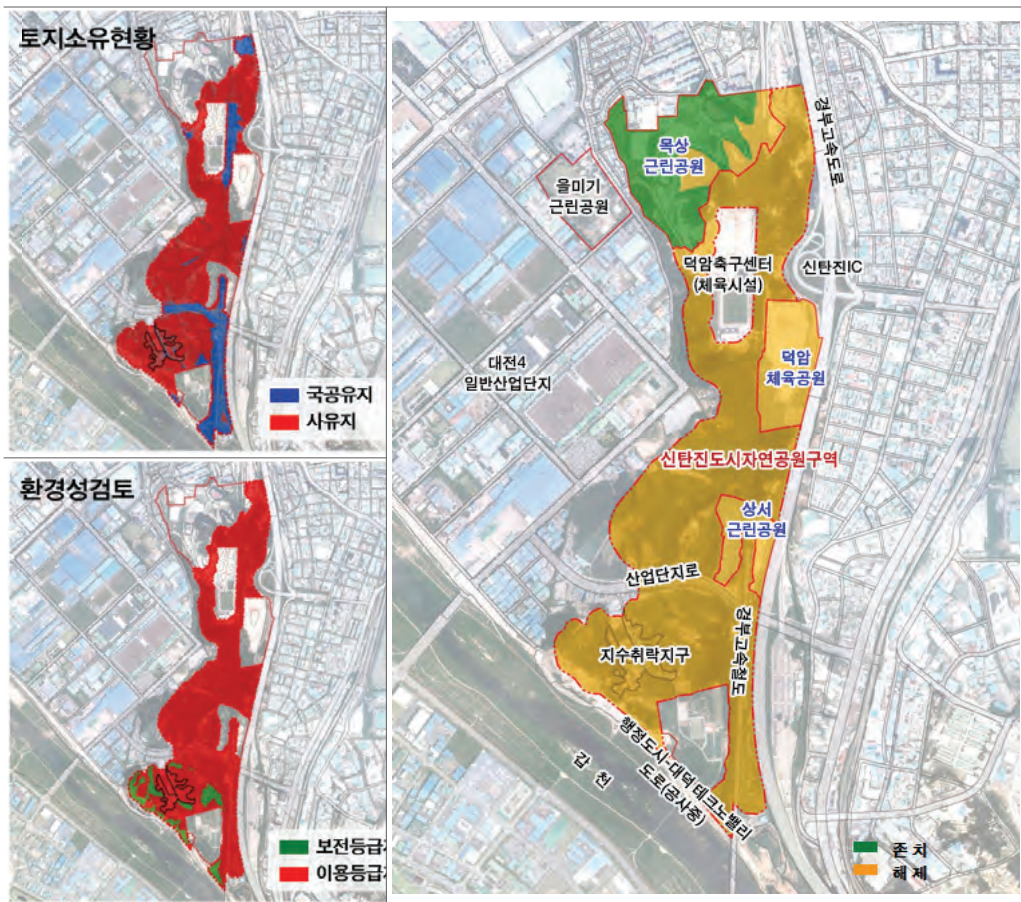 토지소유현황
국공유지
사유지
환경성검토
보전등급지
이용등급지
목상
근린공원
을미기
근린공원
경부고속도로
덕암축구센터
(체육시설)
신탄진IC
대전4
일반산업단지
덕암
체육공원
신탄진도시자연공원구역
상서
근린공원
산업단지로
지수취락지구
경부고속철도
행정도시-대덕테크노밸리
도로(공사중)
갑 천
존 치
해 제